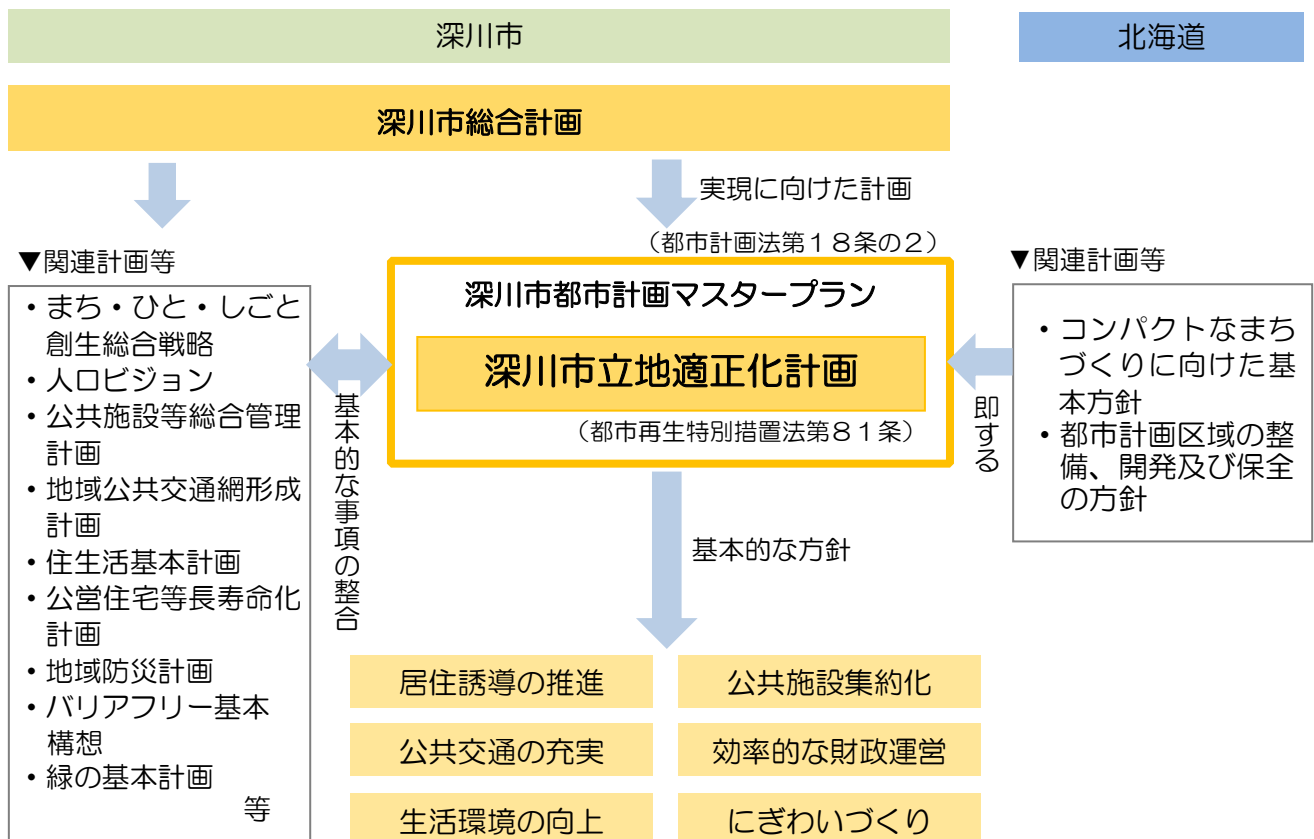 深川市
北海道
深川市総合計画
実現に向けた計画
（都市計画法第１８条の２）
▼関連計画等
・まち・ひと・しごと
創生総合戦略
・人口ビジョン
・公共施設等総合管理
計画
・地域公共交通網形成
計画
・住生活基本計画
・公営住宅等長寿命化
計画
・地域防災計画
・バリアフリー基本
構想
・緑の基本計画
等
基本的な事項の整合
深川市都市計画マスタープラン
深川市立地適正化計画
（都市再生特別措置法第８１条）
即する
▼関連計画等
・コンパクトなまち
づくりに向けた基
本方針
・都市計画区域の整
備、開発及び保全
の方針
基本的な方針
居住誘導の推進
公共施設集約化
公共交通の充実
効率的な財政運営
生活環境の向上
にぎわいづくり